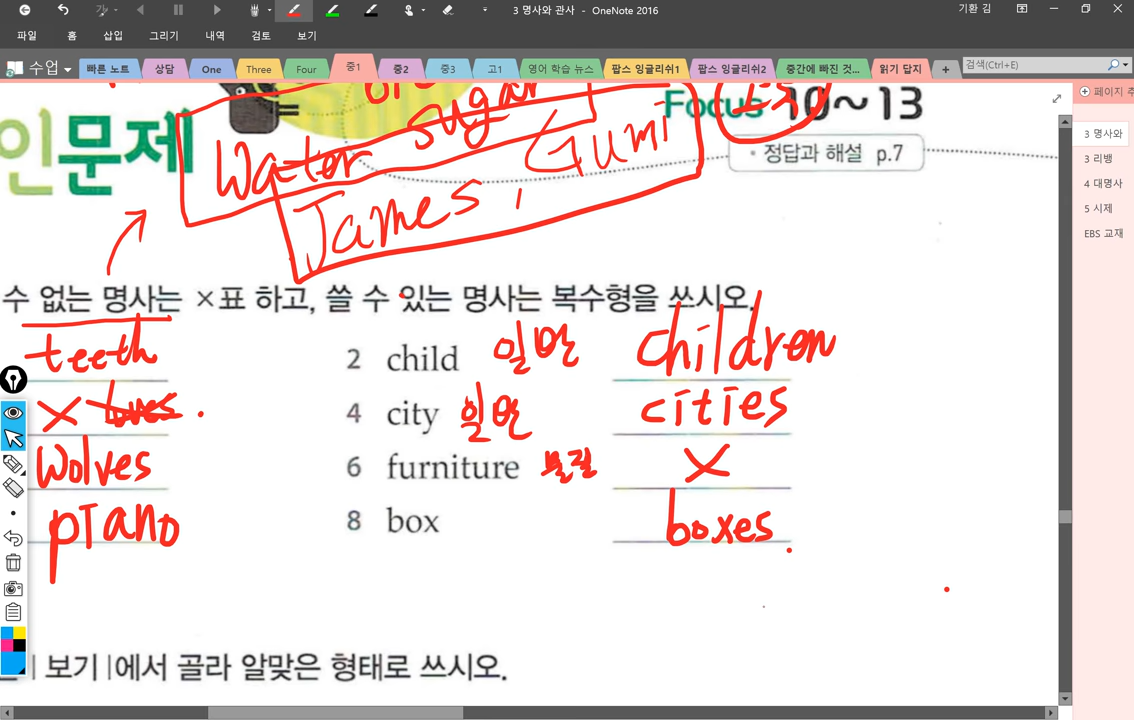 3 명사와 관사 - OneNote 2016
기환 김
파일 홈 삽입 그리기 내역 검토 보기
수업 빠른 노트 상담 One Three Four 중1 중2 중3 고1 영어 학습 뉴스 팝스 잉글리쉬1 팝스 잉글리쉬2 중간에 빠진 것... 읽기 답지 + 검색(Ctrl+E)
페이지 추
3 명사와
3 리뱅
4 대명사
5 시제
EBS 교재
sugar
Focus 10~13
인문제
Water
Gumi
정답과 해설 p.7
James,
수 없는 명사는 ×표 하고, 쓸 수 있는 명사는 복수형을 쓰시오.
teeth 2 child 일반 children
× 4 city 일반 cities
wolves 6 furniture 물질 ×
piano 8 box boxes
보기 에서 골라 알맞은 형태로 쓰시오.